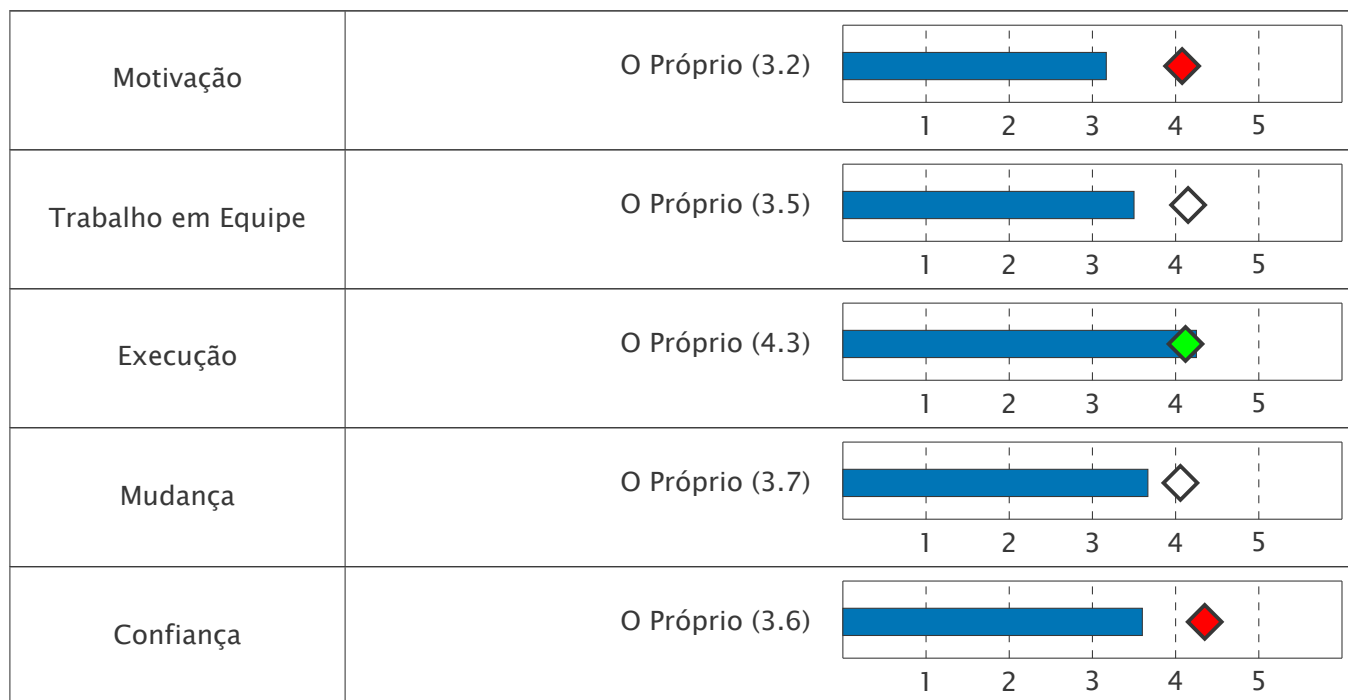 Motivação
O Próprio (3.2)
1 2 3 4 5
Trabalho em Equipe
O Próprio (3.5)
1 2 3 4 5
Execução
O Próprio (4.3)
1 2 3 4 5
Mudança
O Próprio (3.7)
1 2 3 4 5
Confiança
O Próprio (3.6)
1 2 3 4 5